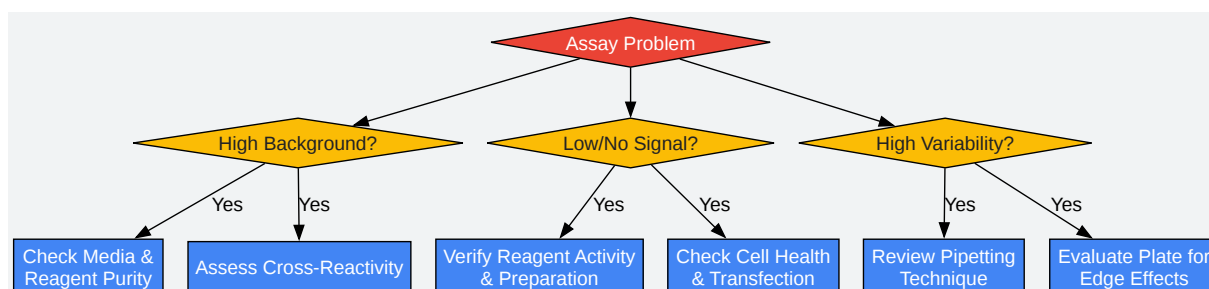 Assay Problem
High Background?
Low/No Signal?
High Variability?
Yes
Yes
Yes
Yes
Yes
Yes
Check Media &
Reagent Purity
Assess Cross-Reactivity
Verify Reagent Activity
& Preparation
Check Cell Health
& Transfection
Review Pipetting
Technique
Evaluate Plate for
Edge Effects